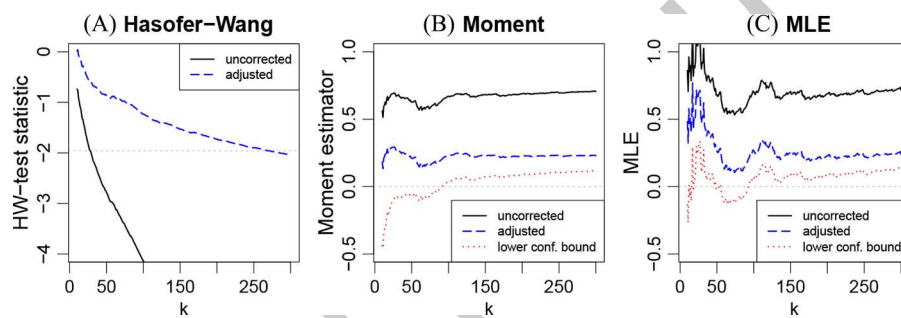 (A) Hasofer-Wang
HW-test statistic
0
-1
-2
-3
-4
uncorrected
adjusted
0
50
150
250
k
(B) Moment
Moment estimator
1.0
0.5
0.0
-0.5
uncorrected
adjusted
lower conf. bound
0
50
150
250
k
(C) MLE
MLE
1.0
0.5
0.0
-0.5
uncorrected
adjusted
lower conf. bound
0
50
150
250
k